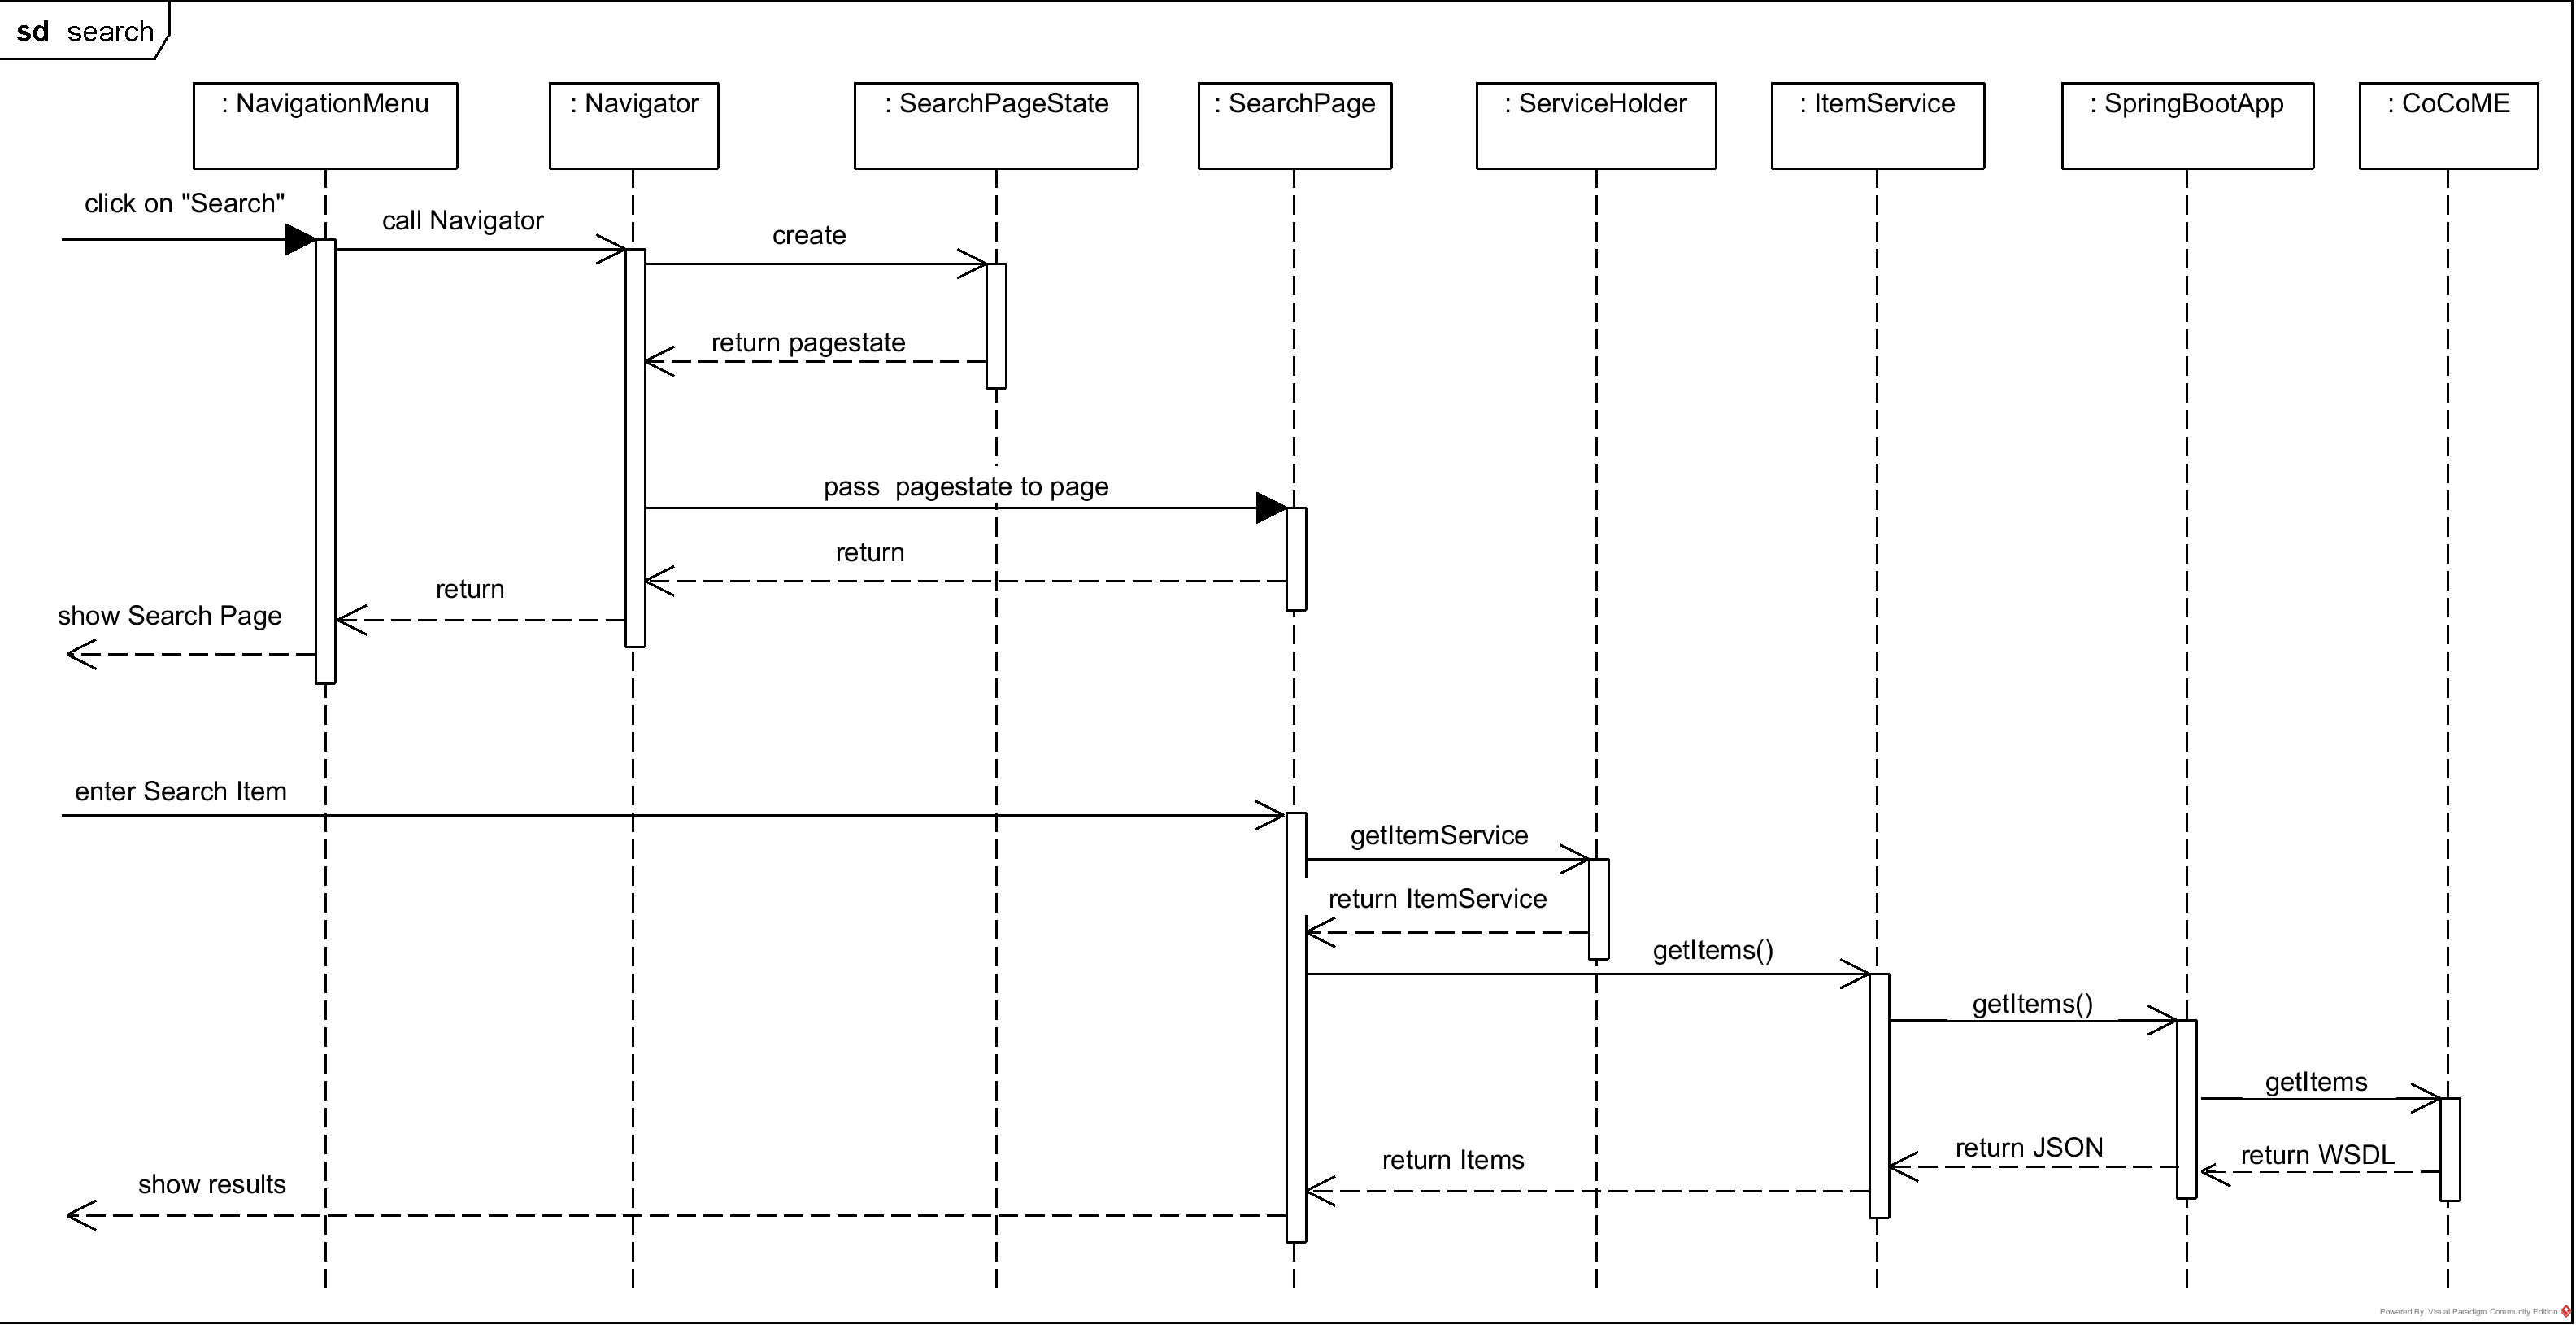 sd search
: NavigationMenu
: Navigator
: SearchPageState
: SearchPage
: ServiceHolder
: ItemService
: SpringBootApp
: CoCoME
click on "Search"
call Navigator
create
return pagestate
pass  pagestate to page
return
return
show Search Page
enter Search Item
getItemService
return ItemService
getItems()
getItems()
getItems
return JSON
return WSDL
return Items
show results
Powered By Visual Paradigm Community Edition